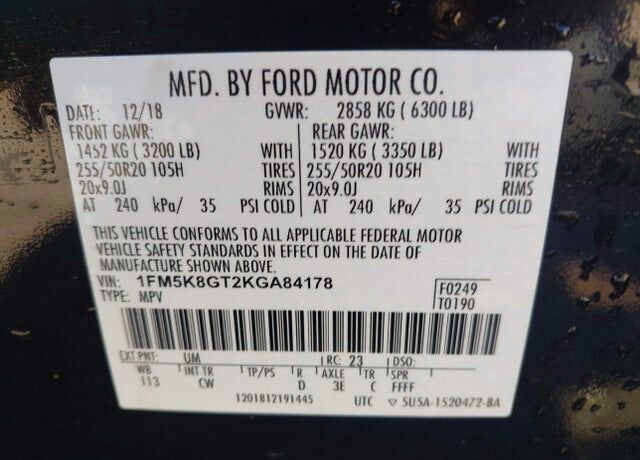 MFD. BY FORD MOTOR CO.
DATE: 12/18 GVWR: 2858 KG ( 6300 LB)
FRONT GAWR: REAR GAWR:
1452 KG ( 3200 LB) WITH 1520 KG ( 3350 LB) WITH
255/50R20 105H TIRES 255/50R20 105H TIRES
20x9.0J RIMS 20x9.0J RIMS
AT 240 kPa/ 35 PSI COLD AT 240 kPa/ 35 PSI COLD
THIS VEHICLE CONFORMS TO ALL APPLICABLE FEDERAL MOTOR
VEHICLE SAFETY STANDARDS IN EFFECT ON THE DATE OF
MANUFACTURE SHOWN ABOVE.
VIN: 1FM5K8GT2KGA84178 F0249
TYPE: MPV T0190
EXT PNT: UM RC: 23 DSO:
WB INT TR TP/PS R AXLE TR SPR
113 CW D 3E C FFFF
1201812191445 UTC ▽ 5U5A-1520472-BA